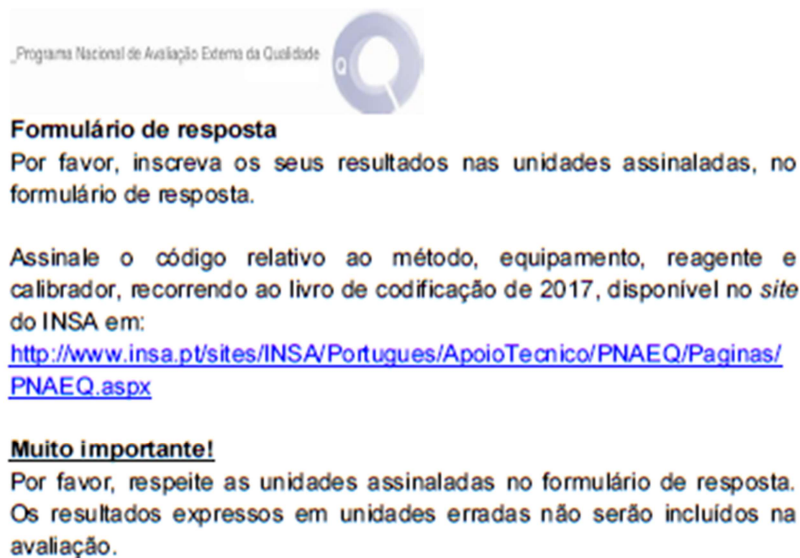 _Programa Nacional de Avaliação Externa da Qualidade
Q
Formulário de resposta
Por favor, inscreva os seus resultados nas unidades assinaladas, no
formulário de resposta.
Assinale o código relativo ao método, equipamento, reagente e
calibrador, recorrendo ao livro de codificação de 2017, disponível no site
do INSA em:
http://www.insa.pt/sites/INSA/Portugues/ApoioTecnico/PNAEQ/Paginas/
PNAEQ.aspx
Muito importante!
Por favor, respeite as unidades assinaladas no formulário de resposta.
Os resultados expressos em unidades erradas não serão incluídos na
avaliação.